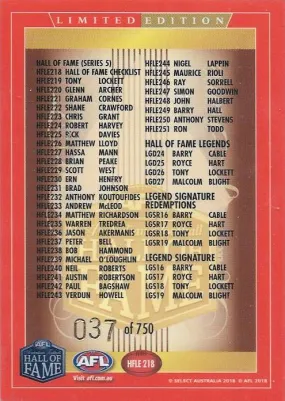 LIMITED EDITION
HALL OF FAME (SERIES 5)
HFLE218 HALL OF FAME CHECKLIST
HFLE219 TONY LOCKETT
HFLE220 GLENN ARCHER
HFLE221 GRAHAM CORNES
HFLE222 SHANE CRAWFORD
HFLE223 CHRIS GRANT
HFLE224 ROBERT HARVEY
HFLE225 RICK DAVIES
HFLE226 MATTHEW LLOYD
HFLE227 HASSA MANN
HFLE228 BRIAN PEAKE
HFLE229 SCOTT WEST
HFLE230 ERN HENFRY
HFLE231 BRAD JOHNSON
HFLE232 ANTHONY KOUTOUFIDES
HFLE233 ANDREW McLEOD
HFLE234 MATTHEW RICHARDSON
HFLE235 WARREN TREDREA
HFLE236 JASON AKERMANIS
HFLE237 PETER BELL
HFLE238 BOB HAMMOND
HFLE239 MICHAEL O'LOUGHLIN
HFLE240 NEIL ROBERTS
HFLE241 AUSTIN ROBERTSON
HFLE242 PAUL BAGSHAW
HFLE243 VERDUN HOWELL
HFLE244 NIGEL LAPPIN
HFLE245 MAURICE RIOLI
HFLE246 RAY SORRELL
HFLE247 SIMON GOODWIN
HFLE248 JOHN HALBERT
HFLE249 BARRY HALL
HFLE250 ANTHONY STEVENS
HFLE251 RON TODD
HALL OF FAME LEGENDS
LGD24 BARRY CABLE
LGD25 ROYCE HART
LGD26 TONY LOCKETT
LGD27 MALCOLM BLIGHT
LEGEND SIGNATURE
REDEMPTIONS
LGSR16 BARRY CABLE
LGSR17 ROYCE HART
LGSR18 TONY LOCKETT
LGSR19 MALCOLM BLIGHT
LEGEND SIGNATURE
LGS16 BARRY CABLE
LGS17 ROYCE HART
LGS18 TONY LOCKETT
LGS19 MALCOLM BLIGHT
037 of 750
HALL OF
FAME
AFL
Visit afl.com.au
HFLE 218
© SELECT AUSTRALIA 2016 © AFL 2016